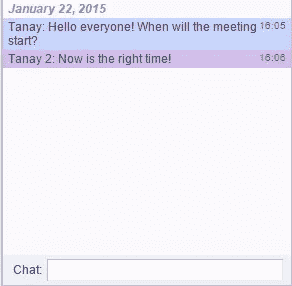 January 22, 2015
Tanay: Hello everyone! When will the meeting 16:05
start?
Tanay 2: Now is the right time! 16:06
Chat: